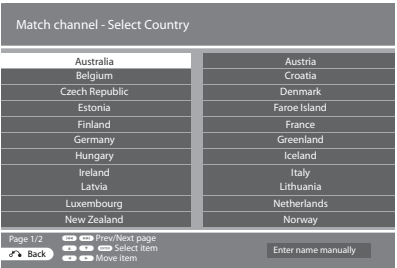 Match channel - Select Country
Australia Austria
Belgium Croatia
Czech Republic Denmark
Estonia Faroe Island
Finland France
Germany Greenland
Hungary Iceland
Ireland Italy
Latvia Lithuania
Luxembourg Netherlands
New Zealand Norway
Page 1/2 Prev/Next page
Select item
Back Move item
Enter name manually